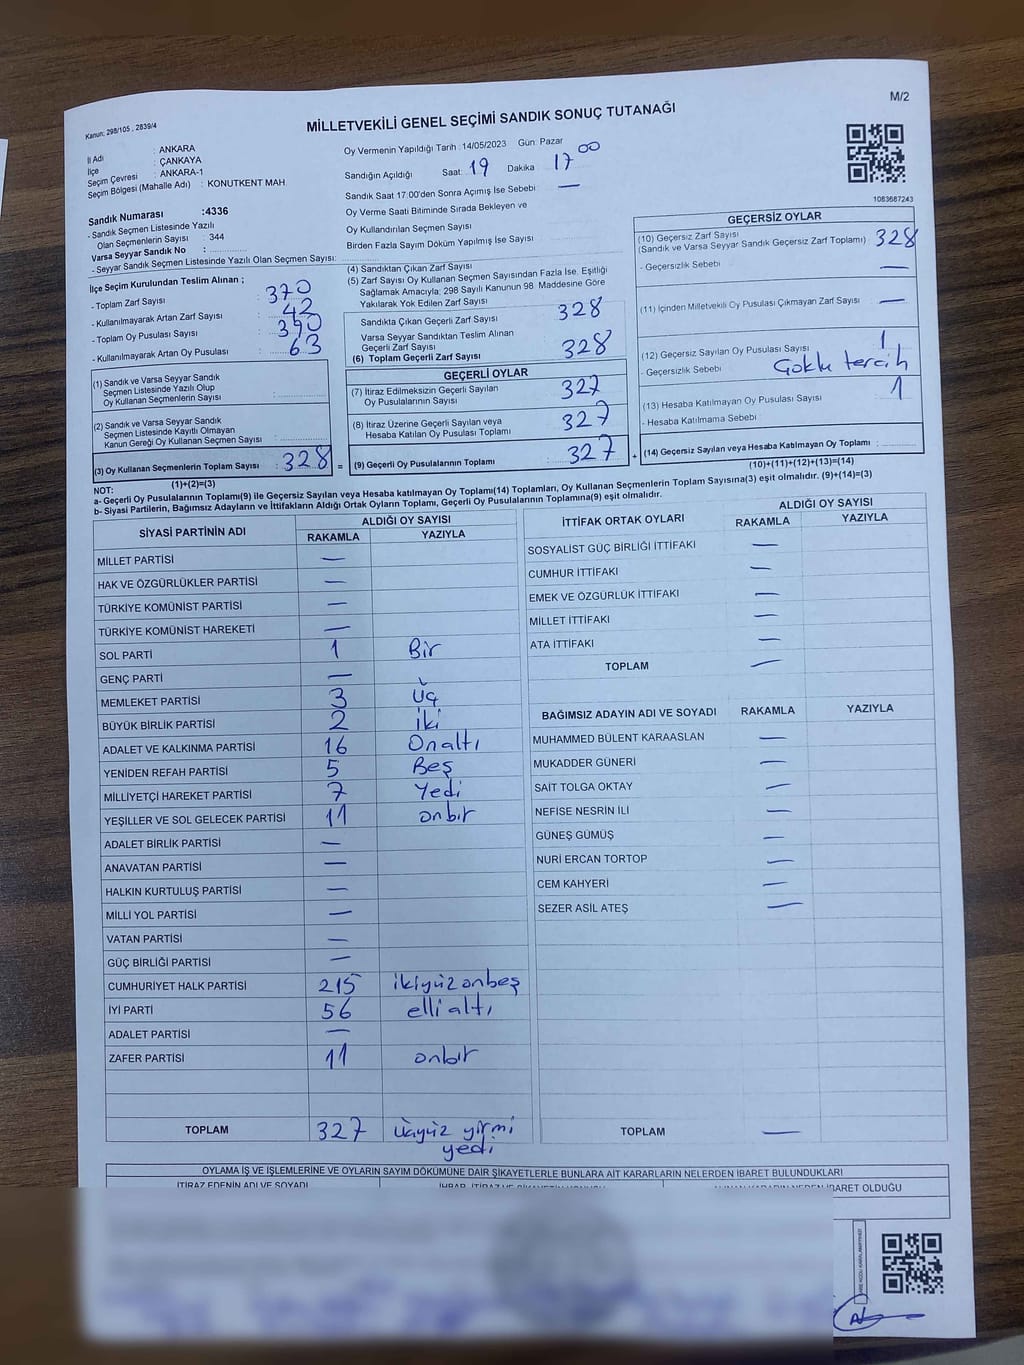 M/2
Kanun: 298/105 , 2839/4
MİLLETVEKİLİ GENEL SEÇİMİ SANDIK SONUÇ TUTANAĞI
İl Adı : ANKARA
İlçe : ÇANKAYA
Seçim Çevresi : ANKARA-1
Seçim Bölgesi (Mahalle Adı) : KONUTKENT MAH.
Sandık Numarası :4336
- Sandık Seçmen Listesinde Yazılı
Olan Seçmenlerin Sayısı : 344
Varsa Seyyar Sandık No :
- Seyyar Sandık Seçmen Listesinde Yazılı Olan Seçmen Sayısı:
İlçe Seçim Kurulundan Teslim Alınan ;
- Toplam Zarf Sayısı : 370
- Kullanılmayarak Artan Zarf Sayısı : 42
- Toplam Oy Pusulası Sayısı : 390
- Kullanılmayarak Artan Oy Pusulası : 63
(1) Sandık ve Varsa Seyyar Sandık
Seçmen Listesinde Yazılı Olup
Oy Kullanan Seçmenlerin Sayısı :
(2) Sandık ve Varsa Seyyar Sandık
Seçmen Listesinde Kayıtlı Olmayan
Kanun Gereği Oy Kullanan Seçmen Sayısı :
(3) Oy Kullanan Seçmenlerin Toplam Sayısı : 328 =
(1)+(2)=(3)
Oy Vermenin Yapıldığı Tarih : 14/05/2023 Gün: Pazar
Sandığın Açıldığı Saat: 19 Dakika 17 00
Sandık Saat 17:00'den Sonra Açımış İse Sebebi —
Oy Verme Saati Bitiminde Sırada Bekleyen ve
Oy Kullandırılan Seçmen Sayısı
Birden Fazla Sayım Döküm Yapılmış İse Sayısı
(4) Sandıktan Çıkan Zarf Sayısı
(5) Zarf Sayısı Oy Kullanan Seçmen Sayısından Fazla İse, Eşitliği
Sağlamak Amacıyla; 298 Sayılı Kanunun 98. Maddesine Göre
Yakılarak Yok Edilen Zarf Sayısı
Sandıkta Çıkan Geçerli Zarf Sayısı 328
Varsa Seyyar Sandıktan Teslim Alınan
Geçerli Zarf Sayısı
(6) Toplam Geçerli Zarf Sayısı 328
GEÇERLİ OYLAR
(7) İtiraz Edilmeksizin Geçerli Sayılan
Oy Pusulalarının Sayısı 327
(8) İtiraz Üzerine Geçerli Sayılan veya
Hesaba Katılan Oy Pusulası Toplamı 327
(9) Geçerli Oy Pusulalarının Toplamı : 327 +
1083687243
GEÇERSİZ OYLAR
(10) Geçersiz Zarf Sayısı
(Sandık ve Varsa Seyyar Sandık Geçersiz Zarf Toplamı) 328
- Geçersizlik Sebebi —
(11) İçinden Milletvekili Oy Pusulası Çıkmayan Zarf Sayısı —
(12) Geçersiz Sayılan Oy Pusulası Sayısı : 1
- Geçersizlik Sebebi Çoklu tercih
(13) Hesaba Katılmayan Oy Pusulası Sayısı : 1
- Hesaba Katılmama Sebebi :
(14) Geçersiz Sayılan veya Hesaba Katılmayan Oy Toplamı :
(10)+(11)+(12)+(13)=(14)
NOT:
a- Geçerli Oy Pusulalarının Toplamı(9) ile Geçersiz Sayılan veya Hesaba katılmayan Oy Toplamı(14) Toplamları, Oy Kullanan Seçmenlerin Toplam Sayısına(3) eşit olmalıdır. (9)+(14)=(3)
b- Siyasi Partilerin, Bağımsız Adayların ve İttifakların Aldığı Ortak Oyların Toplamı, Geçerli Oy Pusulalarının Toplamına(9) eşit olmalıdır.
SİYASİ PARTİNİN ADI ALDIĞI OY SAYISI
RAKAMLA YAZIYLA
MİLLET PARTİSİ —
HAK VE ÖZGÜRLÜKLER PARTİSİ —
TÜRKİYE KOMÜNİST PARTİSİ —
TÜRKİYE KOMÜNİST HAREKETİ —
SOL PARTİ 1 Bir
GENÇ PARTİ —
MEMLEKET PARTİSİ 3 Üç
BÜYÜK BİRLİK PARTİSİ 2 İki
ADALET VE KALKINMA PARTİSİ 16 Onaltı
YENİDEN REFAH PARTİSİ 5 Beş
MİLLİYETÇİ HAREKET PARTİSİ 7 Yedi
YEŞİLLER VE SOL GELECEK PARTİSİ 11 onbir
ADALET BİRLİK PARTİSİ —
ANAVATAN PARTİSİ —
HALKIN KURTULUŞ PARTİSİ —
MİLLİ YOL PARTİSİ —
VATAN PARTİSİ —
GÜÇ BİRLİĞİ PARTİSİ —
CUMHURİYET HALK PARTİSİ 215 ikiyüzonbeş
İYİ PARTİ 56 elli altı
ADALET PARTİSİ —
ZAFER PARTİSİ 11 onbir
TOPLAM 327 üçyüz yirmi
yedi
İTTİFAK ORTAK OYLARI ALDIĞI OY SAYISI
RAKAMLA YAZIYLA
SOSYALİST GÜÇ BİRLİĞİ İTTİFAKI —
CUMHUR İTTİFAKI —
EMEK VE ÖZGÜRLÜK İTTİFAKI —
MİLLET İTTİFAKI —
ATA İTTİFAKI —
TOPLAM —
BAĞIMSIZ ADAYIN ADI VE SOYADI RAKAMLA YAZIYLA
MUHAMMED BÜLENT KARAASLAN —
MUKADDER GÜNERİ —
SAİT TOLGA OKTAY —
NEFİSE NESRİN İLİ —
GÜNEŞ GÜMÜŞ —
NURİ ERCAN TORTOP —
CEM KAHYERİ —
SEZER ASİL ATEŞ —
TOPLAM —
OYLAMA İŞ VE İŞLEMLERİNE VE OYLARIN SAYIM DÖKÜMÜNE DAİR ŞİKAYETLERLE BUNLARA AİT KARARLARIN NELERDEN İBARET BULUNDUKLARI
İTİRAZ EDENİN ADI VE SOYADI
İBARET OLDUĞU